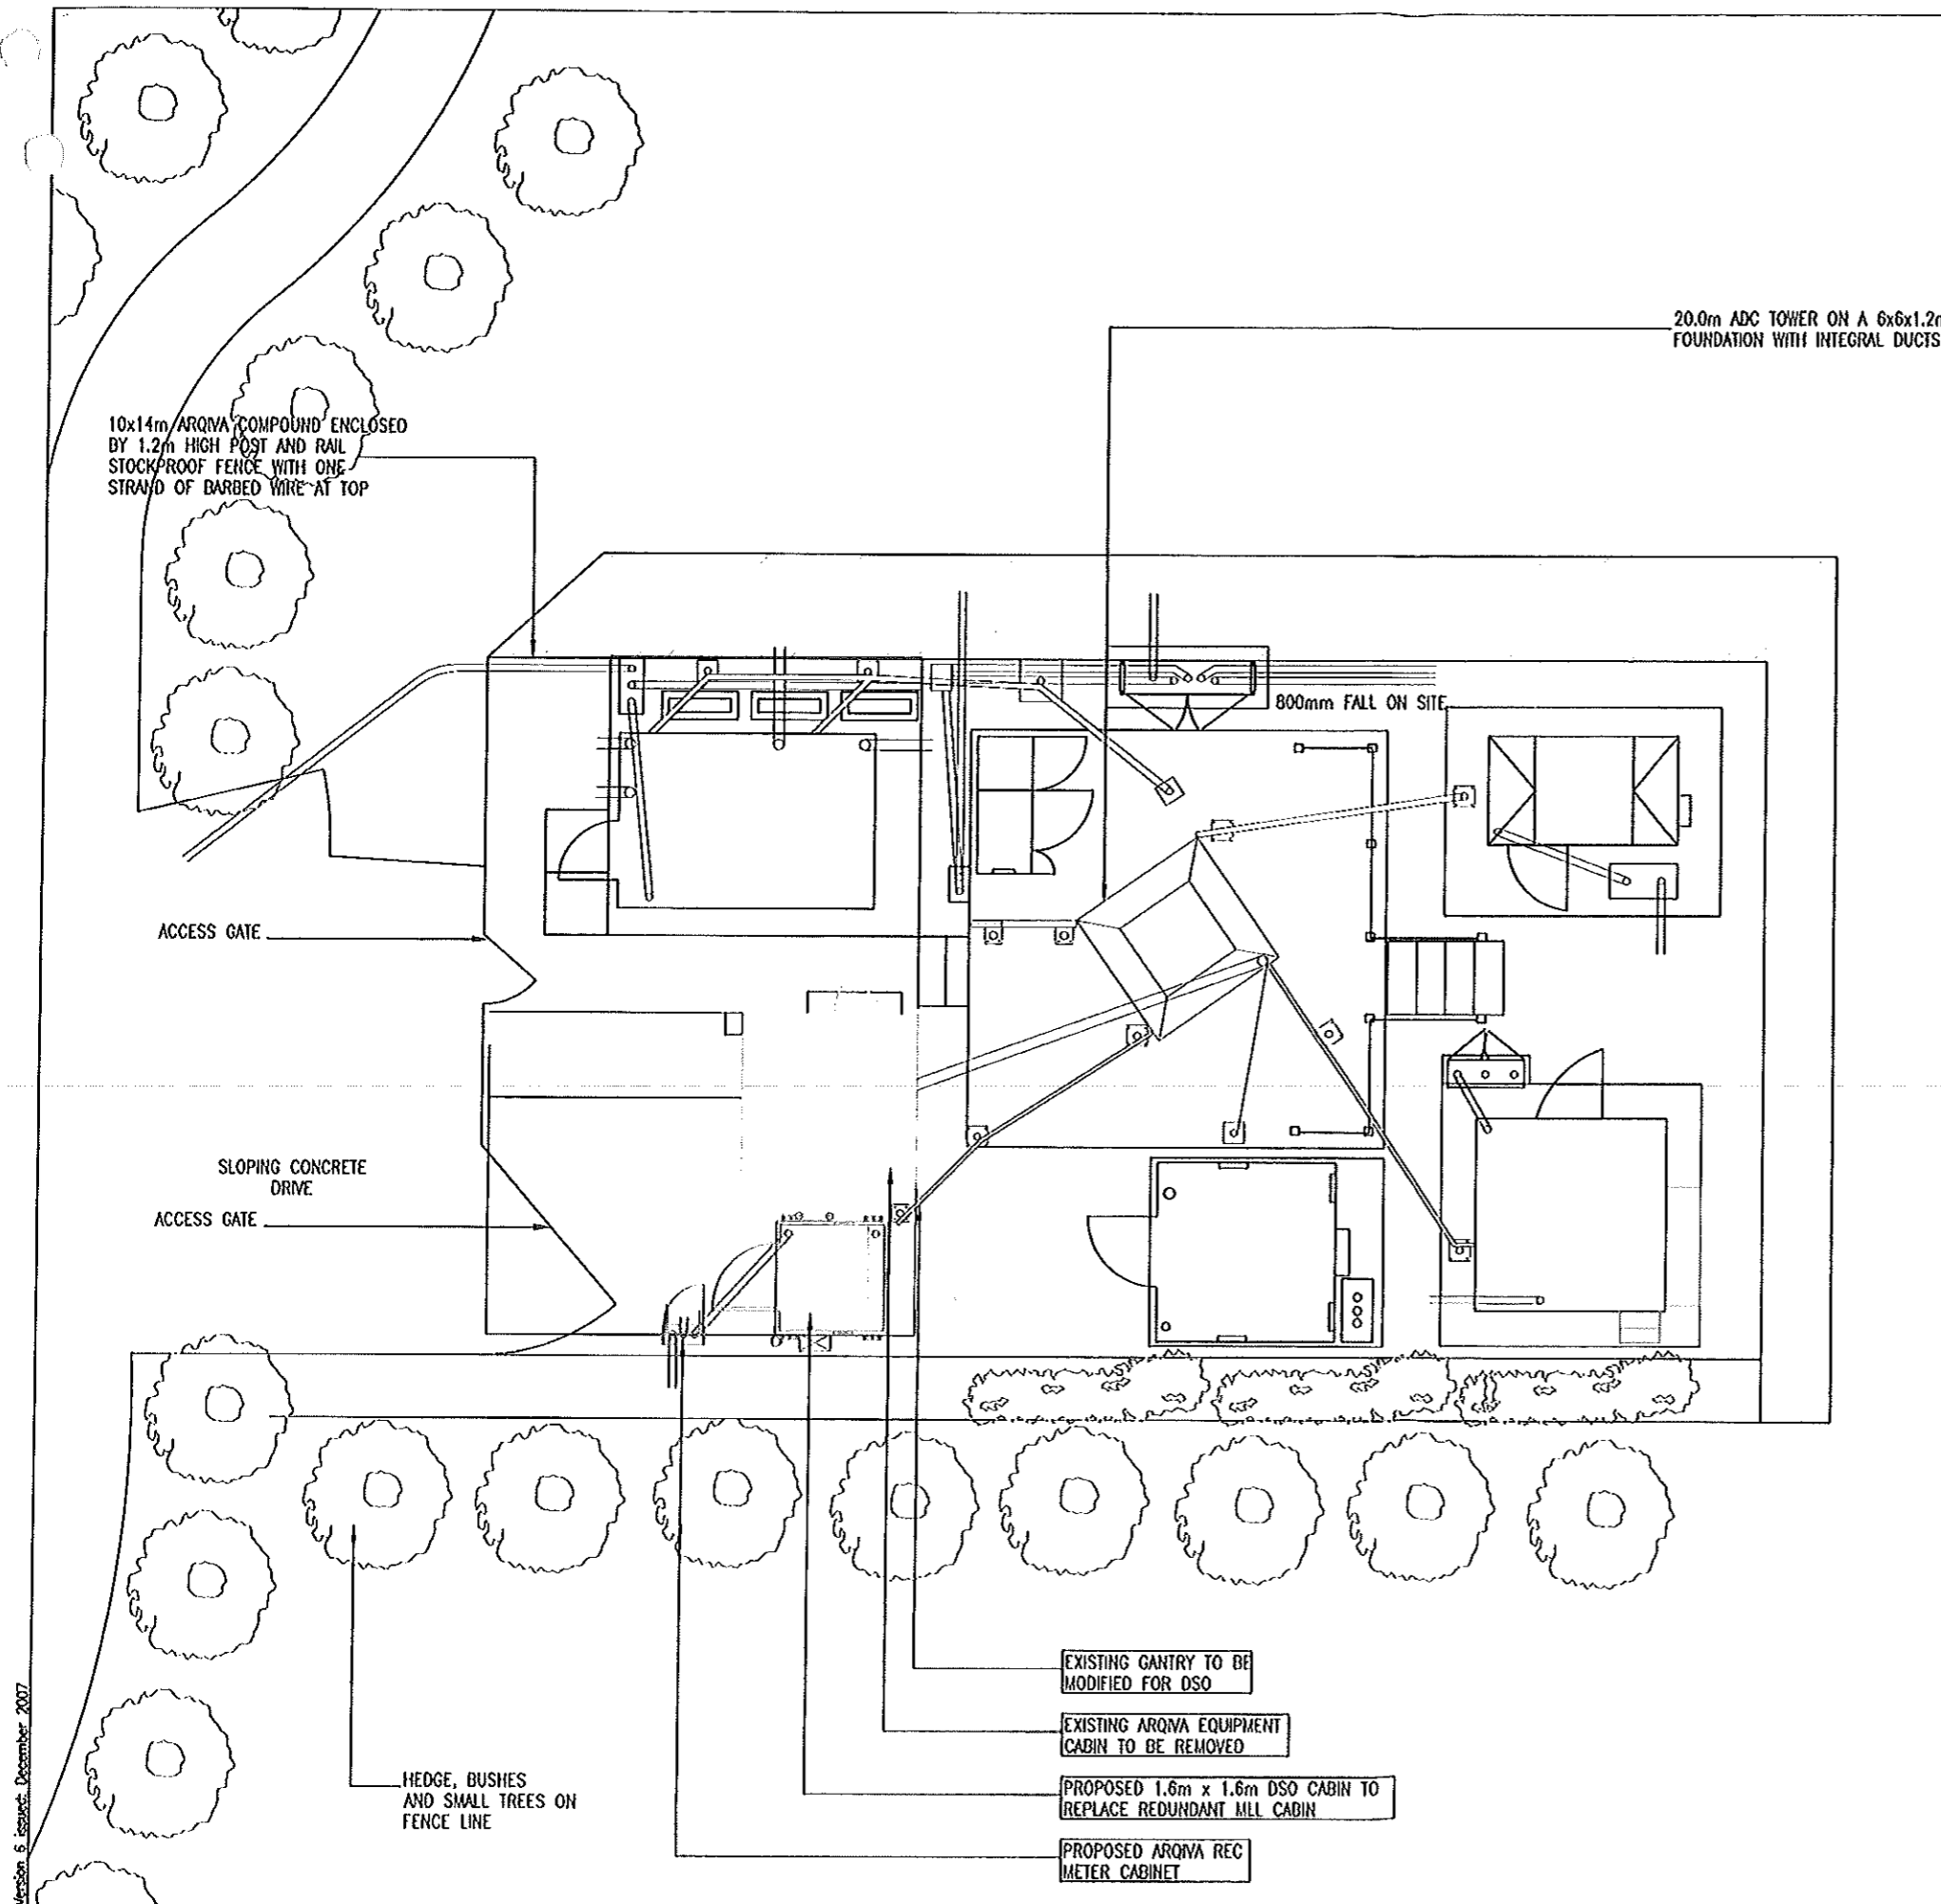 20.0m ADC TOWER ON A 6x6x1.2m
FOUNDATION WITH INTEGRAL DUCTS
10x14m ARQIVA COMPOUND ENCLOSED
BY 1.2m HIGH POST AND RAIL
STOCKPROOF FENCE WITH ONE
STRAND OF BARBED WIRE AT TOP
800mm FALL ON SITE
ACCESS GATE
SLOPING CONCRETE
DRIVE
ACCESS GATE
EXISTING GANTRY TO BE
MODIFIED FOR DSO
EXISTING ARQIVA EQUIPMENT
CABIN TO BE REMOVED
PROPOSED 1.6m x 1.6m DSO CABIN TO
REPLACE REDUNDANT MLL CABIN
PROPOSED ARQIVA REC
METER CABINET
HEDGE, BUSHES
AND SMALL TREES ON
FENCE LINE
Version 6 issued: December 2007